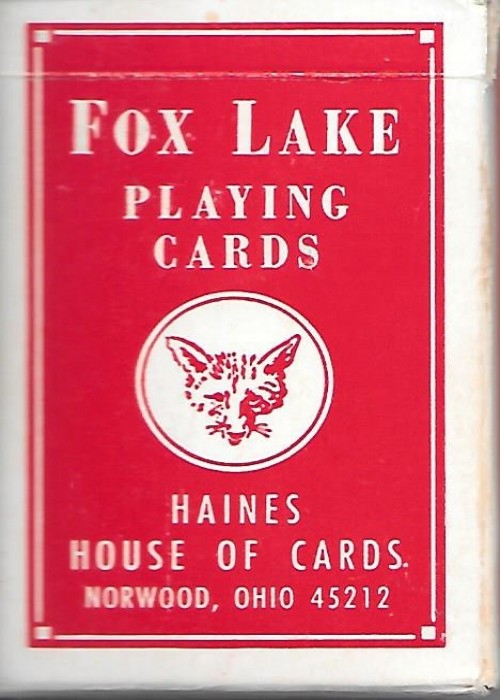 FOX LAKE
PLAYING
CARDS
HAINES
HOUSE OF CARDS
NORWOOD, OHIO 45212